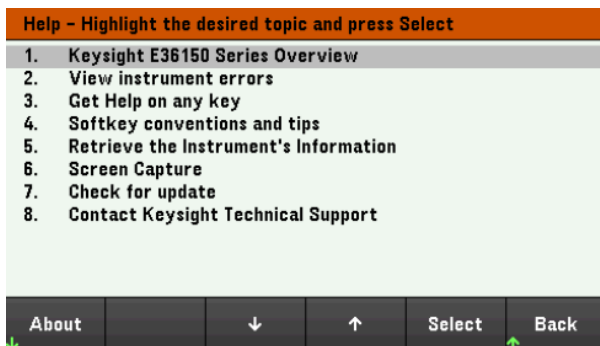 Help - Highlight the desired topic and press Select
1. Keysight E36150 Series Overview
2. View instrument errors
3. Get Help on any key
4. Softkey conventions and tips
5. Retrieve the Instrument's Information
6. Screen Capture
7. Check for update
8. Contact Keysight Technical Support
About ↓ ↑ Select Back